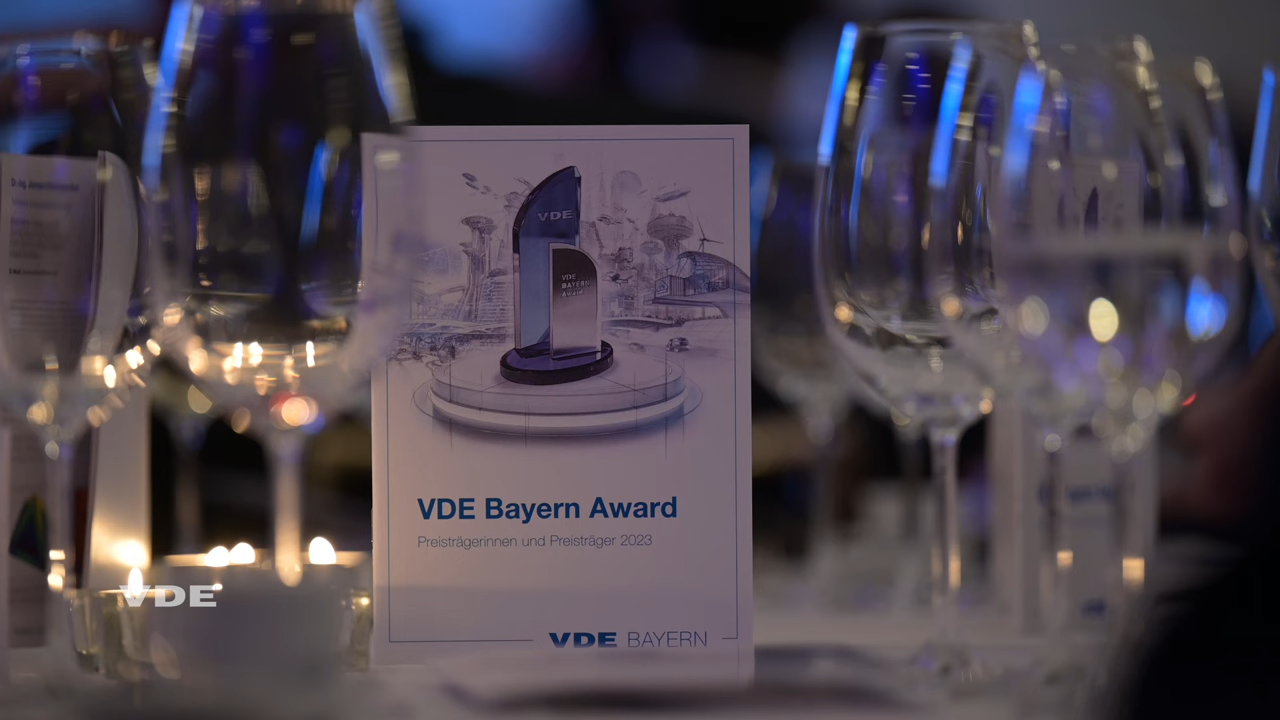 VDE
VDE
BAYERN
Award
VDE Bayern Award
Preisträgerinnen und Preisträger 2023
VDE BAYERN
VDE